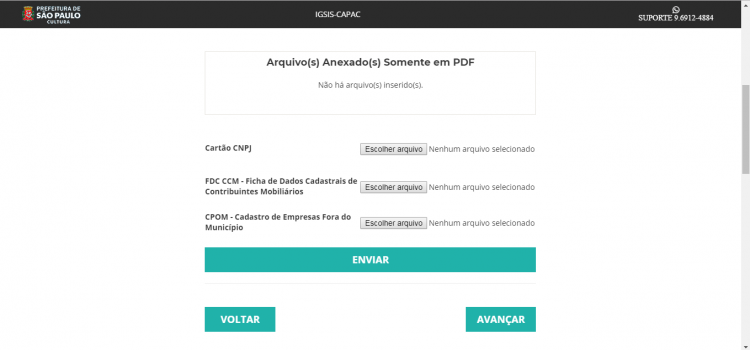 PREFEITURA DE
SÃO PAULO
CULTURA
IGSIS-CAPAC
SUPORTE 9.6912-4884
Arquivo(s) Anexado(s) Somente em PDF
Não há arquivo(s) inserido(s).
Cartão CNPJ
Escolher arquivo Nenhum arquivo selecionado
FDC CCM - Ficha de Dados Cadastrais de
Contribuintes Mobiliários
Escolher arquivo Nenhum arquivo selecionado
CPOM - Cadastro de Empresas Fora do
Município
Escolher arquivo Nenhum arquivo selecionado
ENVIAR
VOLTAR
AVANÇAR